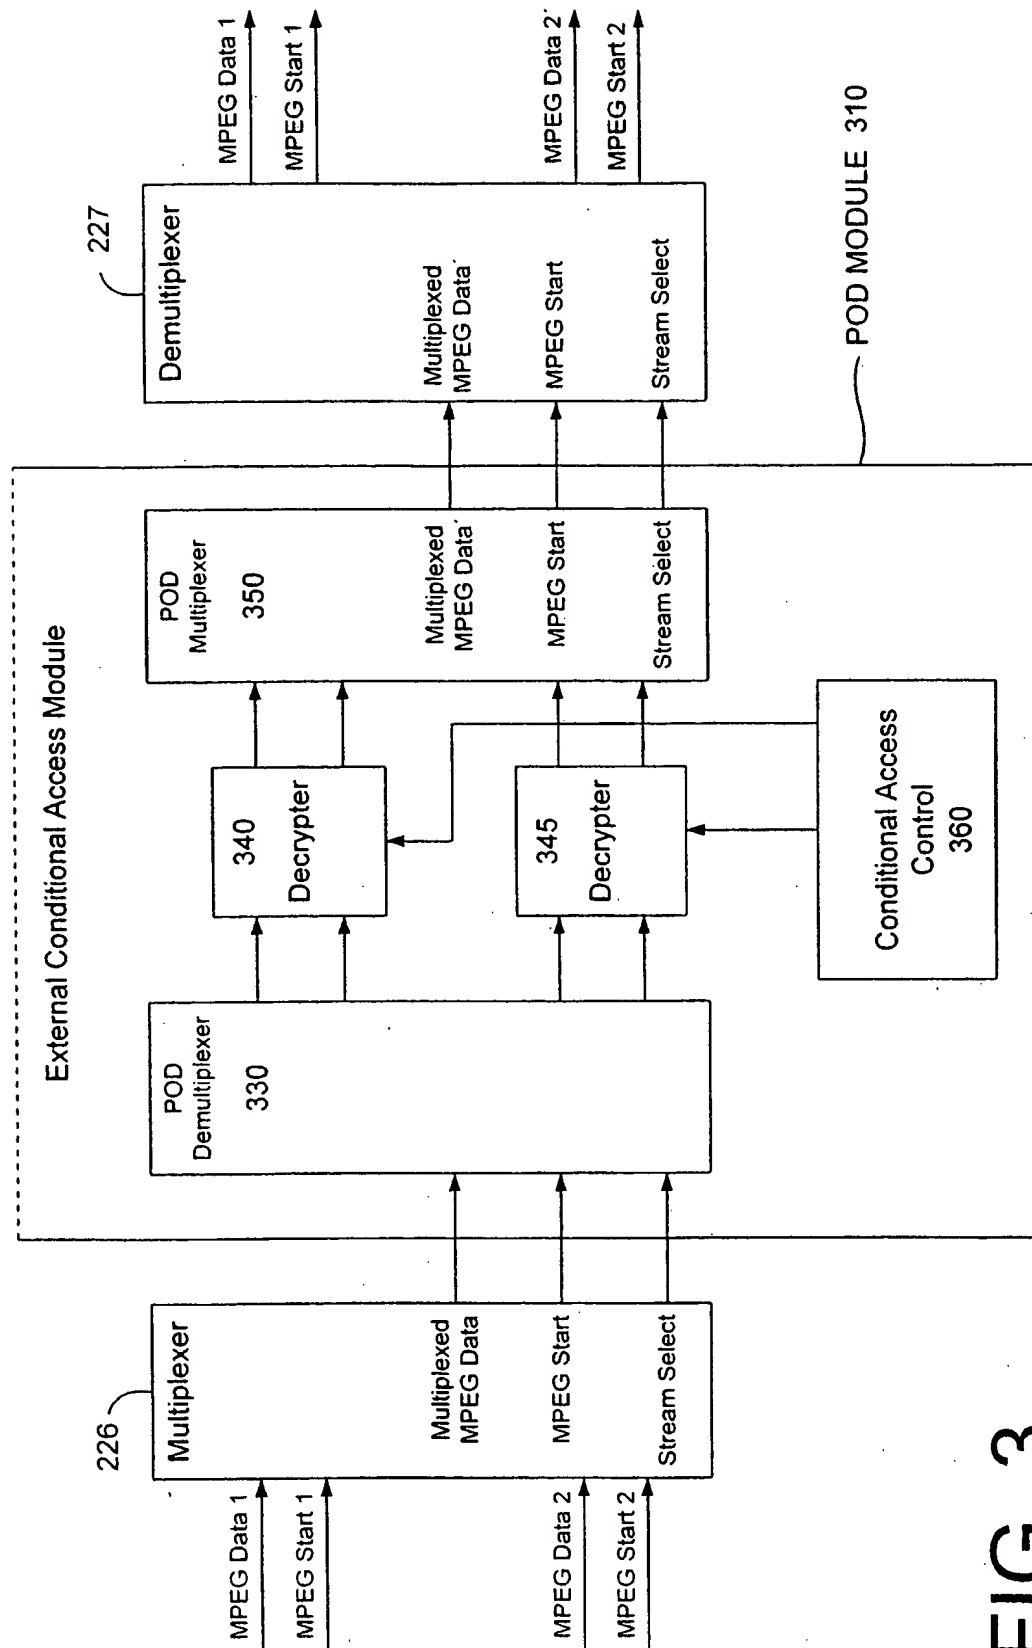 External Conditional Access Module
226
Multiplexer
MPEG Data 1
MPEG Start 1
MPEG Data 2
MPEG Start 2
Multiplexed
MPEG Data
MPEG Start
Stream Select
POD
Demultiplexer
330
340
Decrypter
345
Decrypter
Conditional Access
Control
360
POD
Multiplexer
350
Multiplexed
MPEG Data'
MPEG Start
Stream Select
227
Demultiplexer
Multiplexed
MPEG Data'
MPEG Start
Stream Select
MPEG Data 1
MPEG Start 1
MPEG Data 2'
MPEG Start 2
POD MODULE 310
FIG. 3